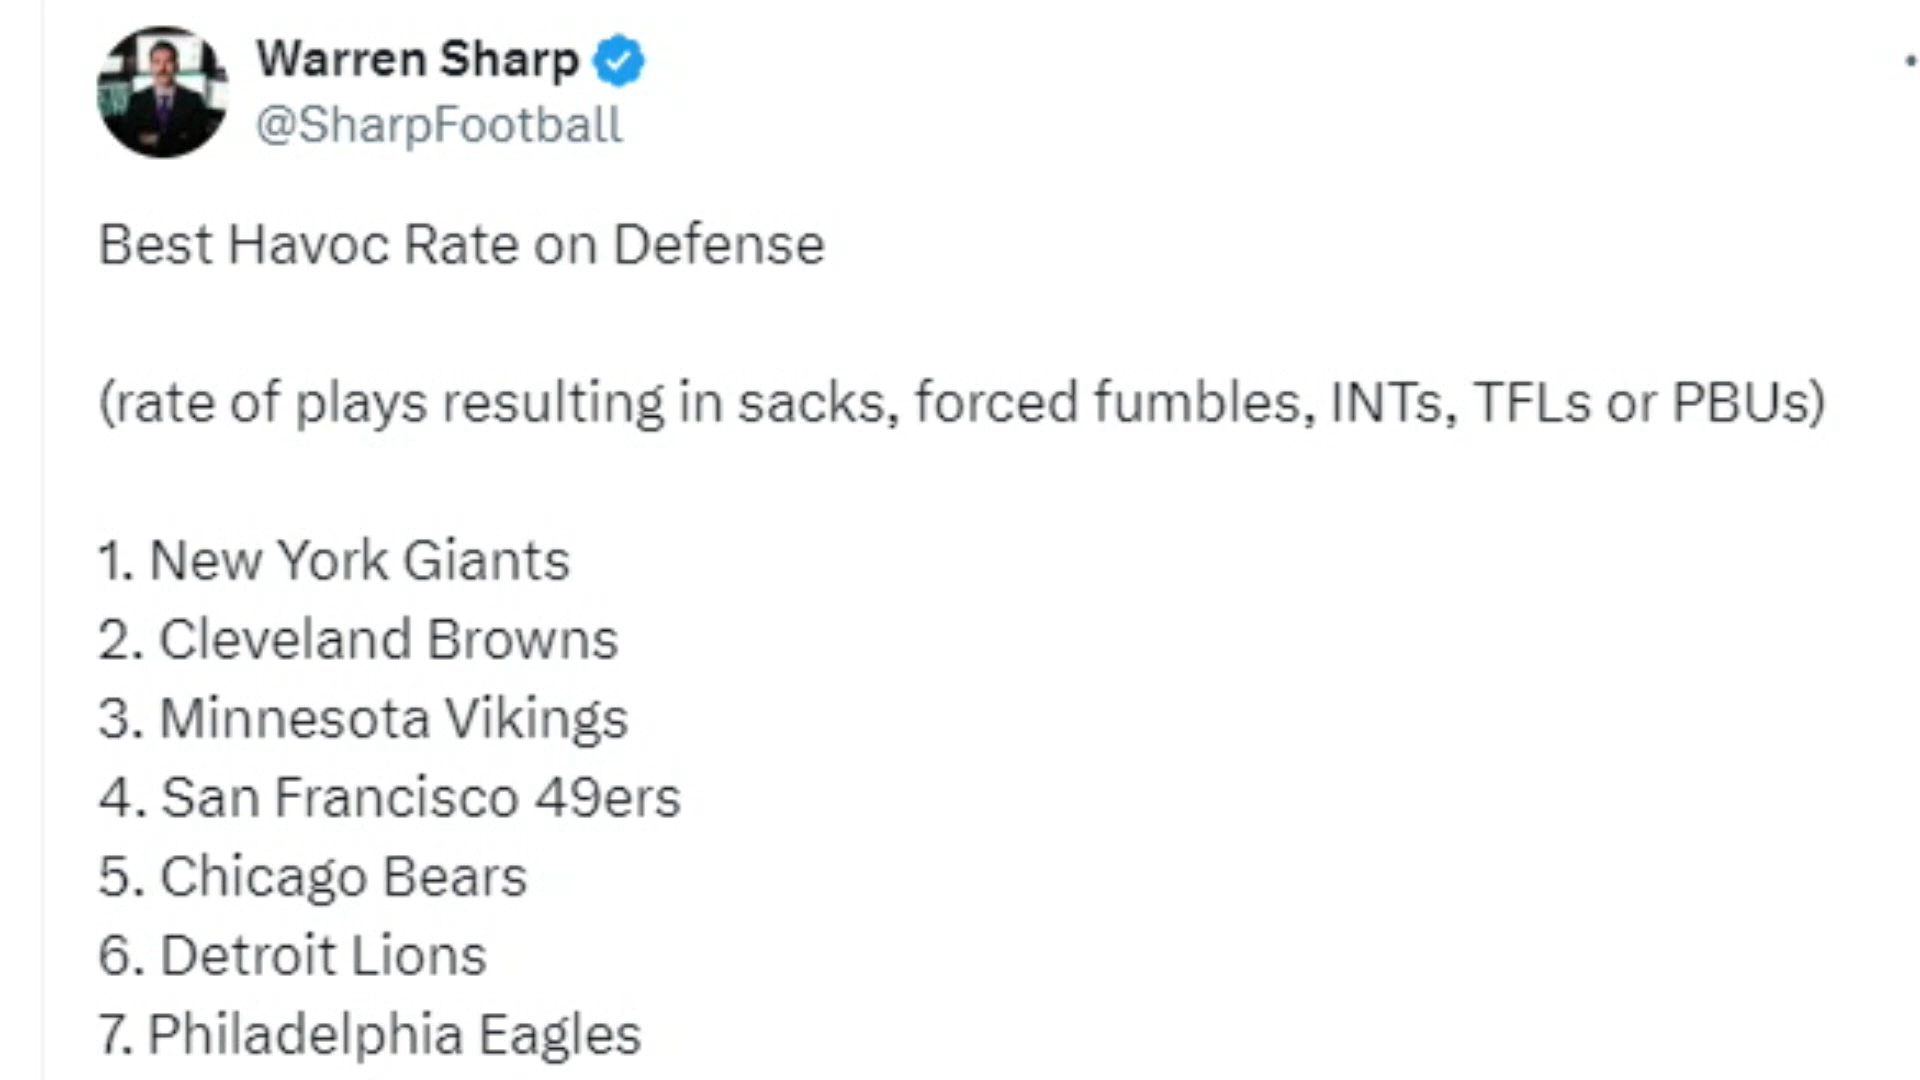 Warren Sharp
@SharpFootball
Best Havoc Rate on Defense
(rate of plays resulting in sacks, forced fumbles, INTs, TFLs or PBUs)
1. New York Giants
2. Cleveland Browns
3. Minnesota Vikings
4. San Francisco 49ers
5. Chicago Bears
6. Detroit Lions
7. Philadelphia Eagles